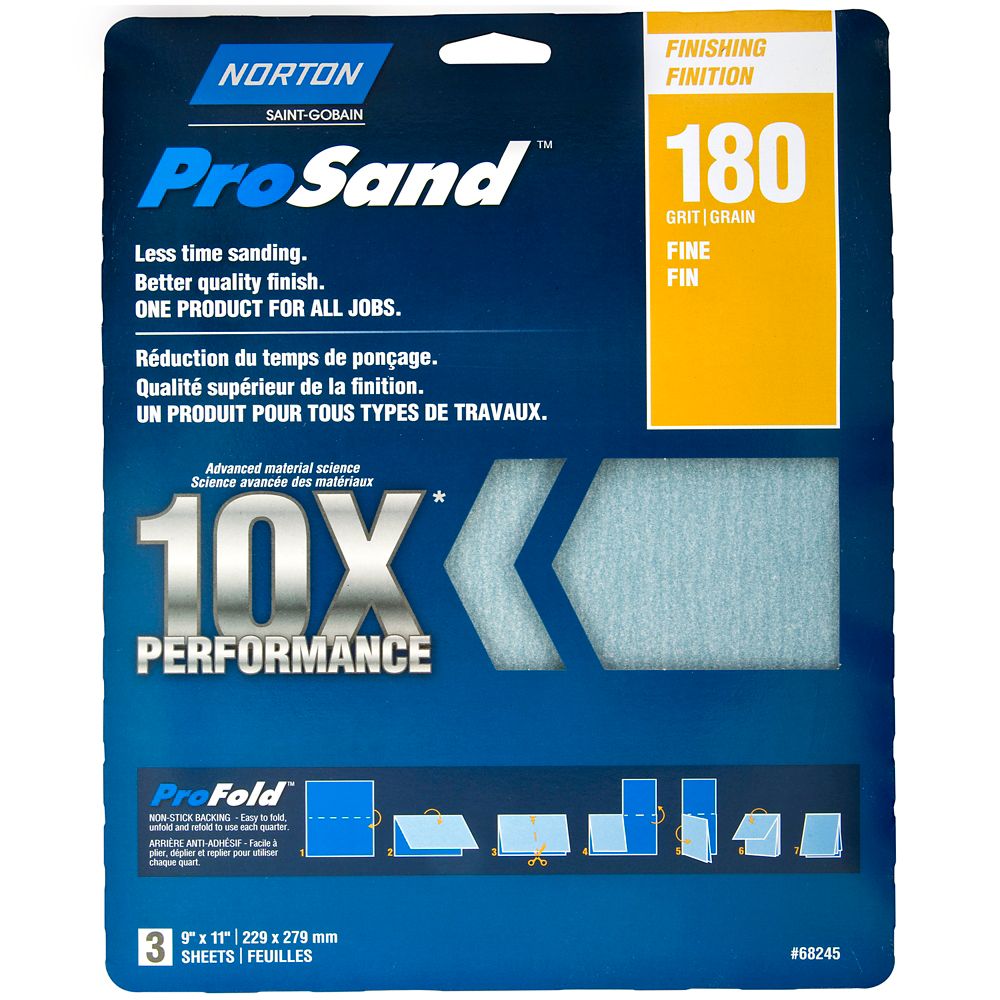 NORTON
SAINT-GOBAIN
ProSand™
Less time sanding.
Better quality finish.
ONE PRODUCT FOR ALL JOBS.
Réduction du temps de ponçage.
Qualité supérieur de la finition.
UN PRODUIT POUR TOUS TYPES DE TRAVAUX.
FINISHING
FINITION
180
GRIT | GRAIN
FINE
FIN
Advanced material science
Science avancée des matériaux
10X*
PERFORMANCE
ProFold™
NON-STICK BACKING - Easy to fold,
unfold and refold to use each quarter.
ARRIÈRE ANTI-ADHÉSIF - Facile à
plier, déplier et replier pour utiliser
chaque quart.
1 2 3 4 5 6 7
3
9" x 11" | 229 x 279 mm
SHEETS | FEUILLES
#68245